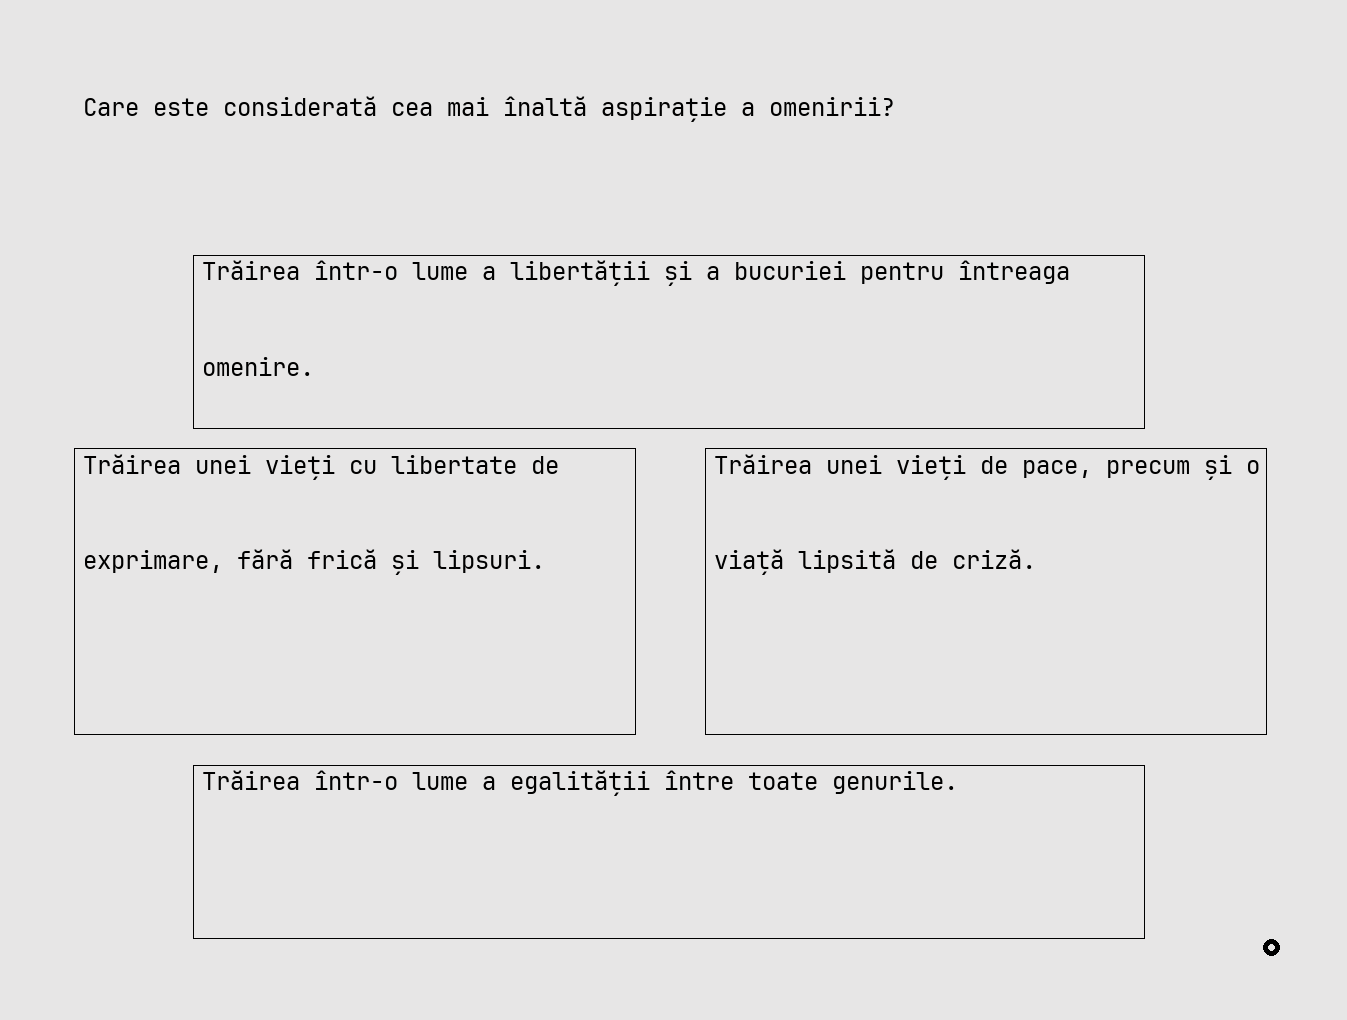 Care este considerată cea mai înaltă aspirație a omenirii?
Trăirea într-o lume a libertății și a bucuriei pentru întreaga
omenire.
Trăirea unei vieți cu libertate de
exprimare, fără frică și lipsuri.
Trăirea unei vieți de pace, precum și o
viață lipsită de criză.
Trăirea într-o lume a egalității între toate genurile.